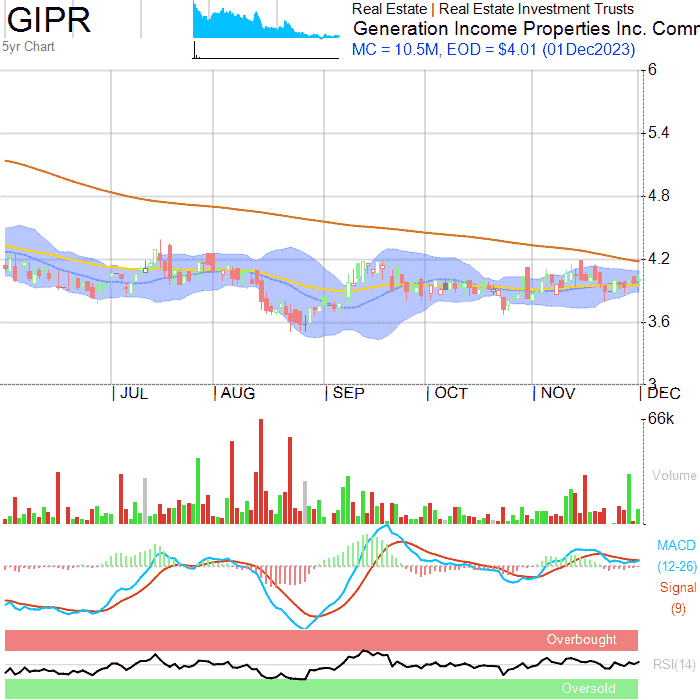 GIPR
5yr Chart
Real Estate | Real Estate Investment Trusts
Generation Income Properties Inc. Comm
MC = 10.5M, EOD = $4.01 (01Dec2023)
6
5.4
4.8
4.2
3.6
3
JUL AUG SEP OCT NOV DEC
66k
Volume
MACD
(12-26)
Signal
(9)
Overbought
RSI(14)
Oversold